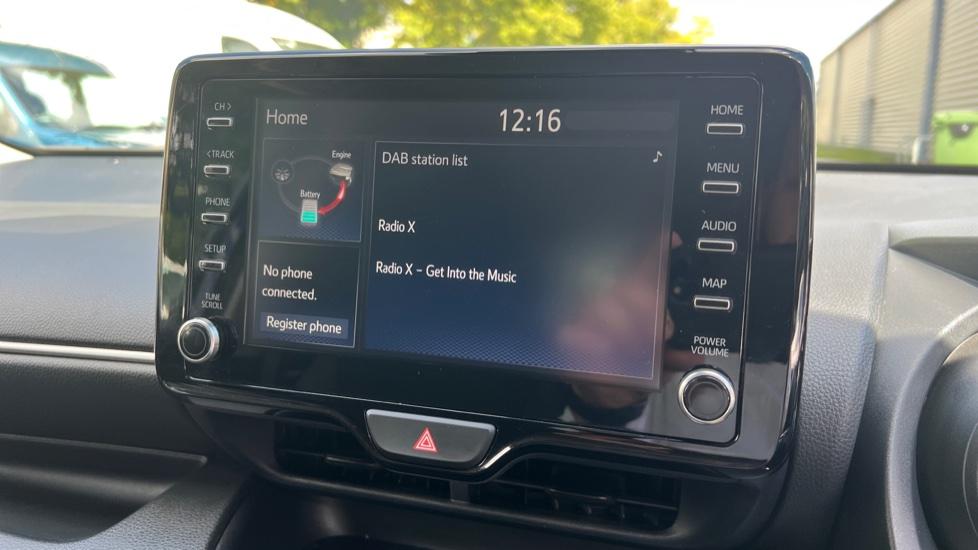 CH >
< TRACK
PHONE
SETUP
TUNE
SCROLL
Home
12:16
Engine
Battery
No phone
connected.
Register phone
DAB station list
Radio X
Radio X - Get Into the Music
HOME
MENU
AUDIO
MAP
POWER
VOLUME